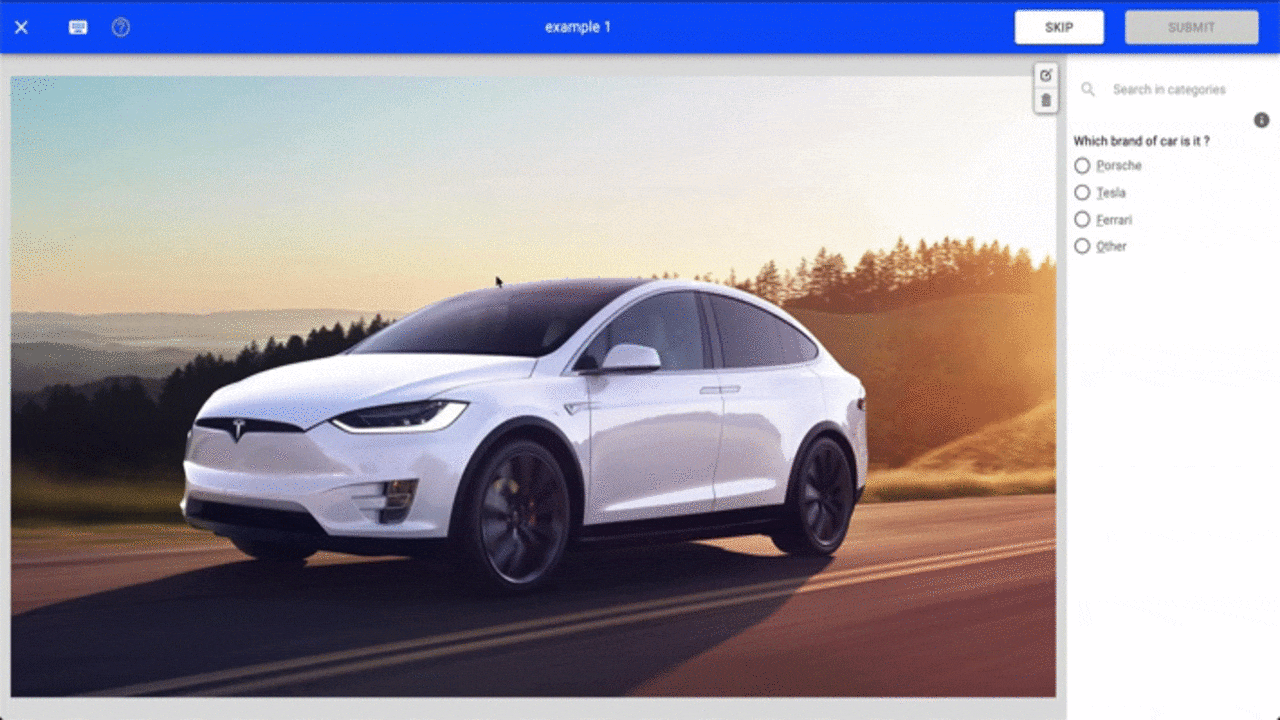 example 1
SKIP
SUBMIT
Search in categories
Which brand of car is it ?
Porsche
Tesla
Ferrari
Other